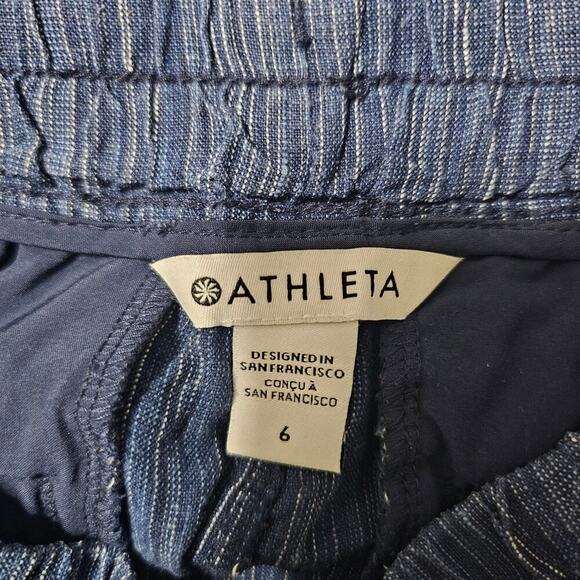 ATHLETA
DESIGNED IN
SAN FRANCISCO
CONÇU À
SAN FRANCISCO
6